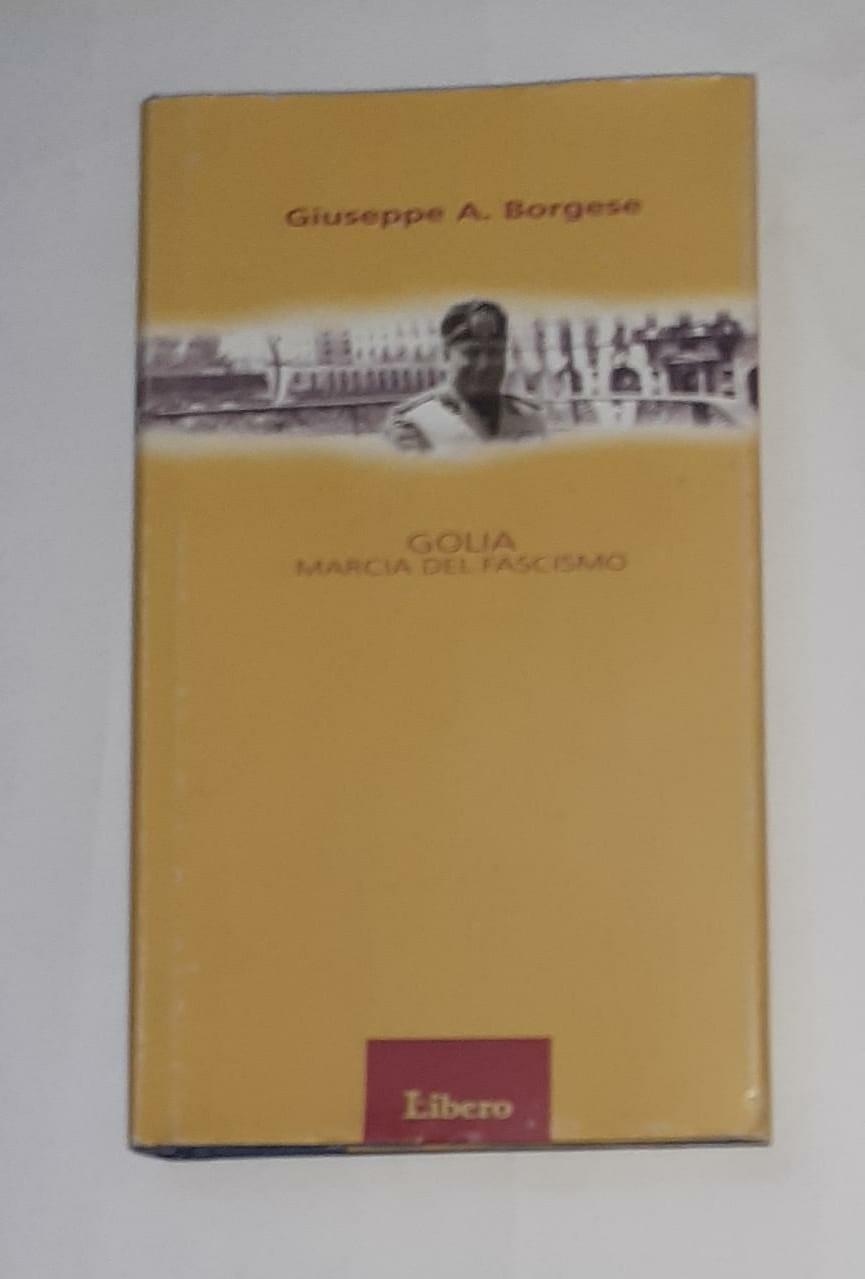 Giuseppe A. Borgese
GOLIA
MARCIA DEL FASCISMO
Libero